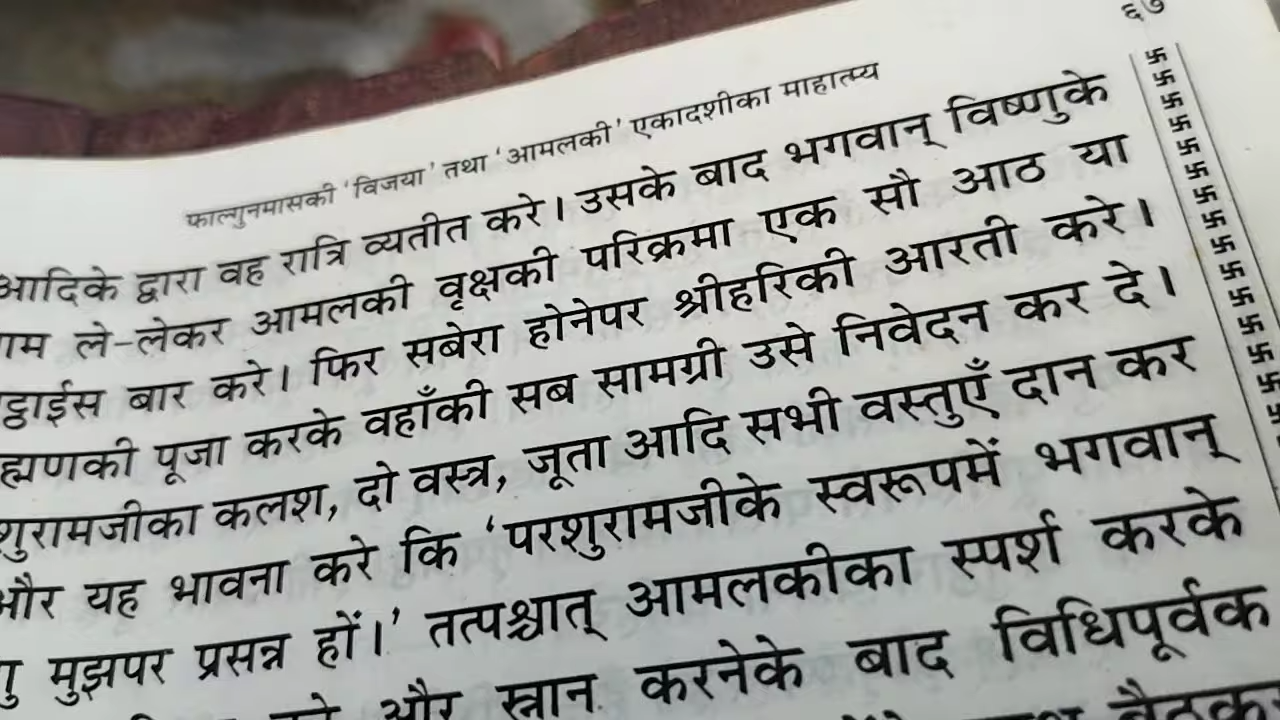 ६७
फाल्गुनमासकी 'विजया' तथा 'आमलकी' एकादशीका माहात्म्य
आदिके द्वारा वह रात्रि व्यतीत करे। उसके बाद भगवान् विष्णुके
ले-लेकर आमलकी वृक्षकी परिक्रमा एक सौ आठ या
बार करे। फिर सबेरा होनेपर श्रीहरिकी आरती करे।
पूजा करके वहाँकी सब सामग्री उसे निवेदन कर दे।
कलश, दो वस्त्र, जूता आदि सभी वस्तुएँ दान कर
और यह भावना करे कि 'परशुरामजीके स्वरूपमें भगवान्
मुझपर प्रसन्न हों।' तत्पश्चात् आमलकीका स्पर्श करके
और स्नान करनेके बाद विधिपूर्वक